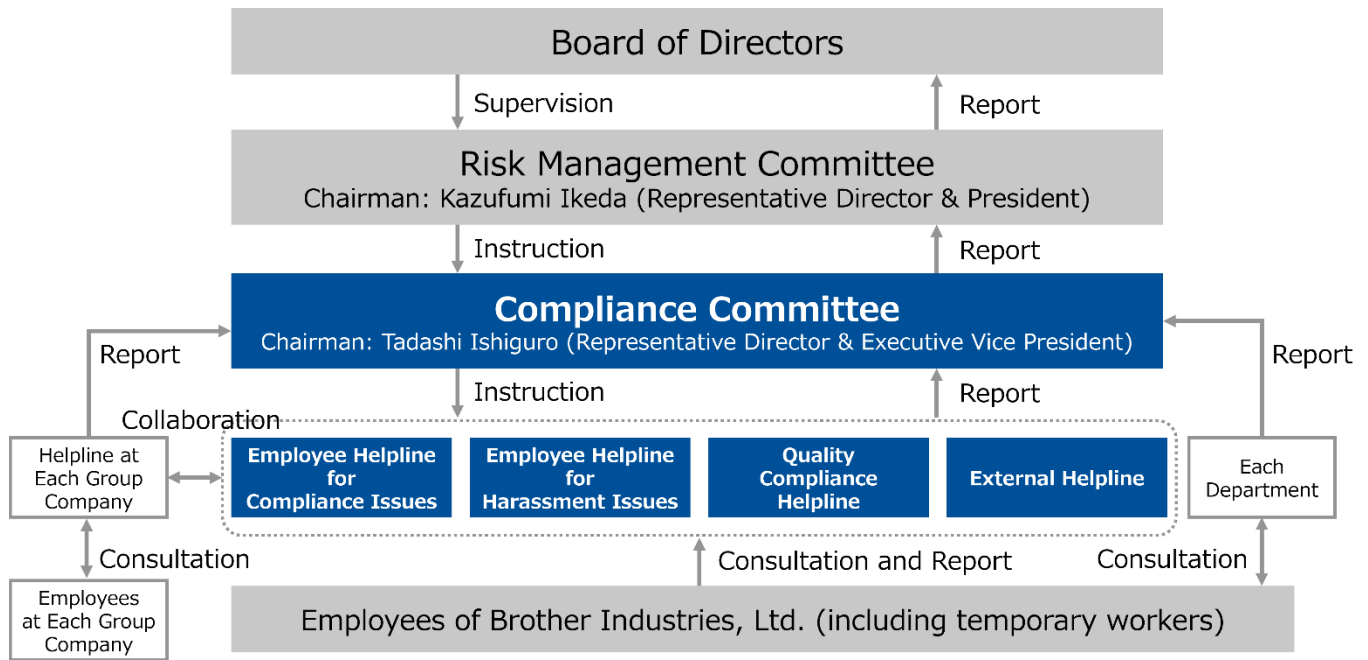 Board of Directors
Supervision
Report
Risk Management Committee
Chairman: Kazufumi Ikeda (Representative Director & President)
Instruction
Report
Compliance Committee
Chairman: Tadashi Ishiguro (Representative Director & Executive Vice President)
Report
Report
Instruction
Report
Collaboration
Helpline at
Each Group
Company
Employee Helpline
for
Compliance Issues
Employee Helpline
for
Harassment Issues
Quality
Compliance
Helpline
External Helpline
Each
Department
Consultation
Consultation and Report
Consultation
Employees
at Each Group
Company
Employees of Brother Industries, Ltd. (including temporary workers)